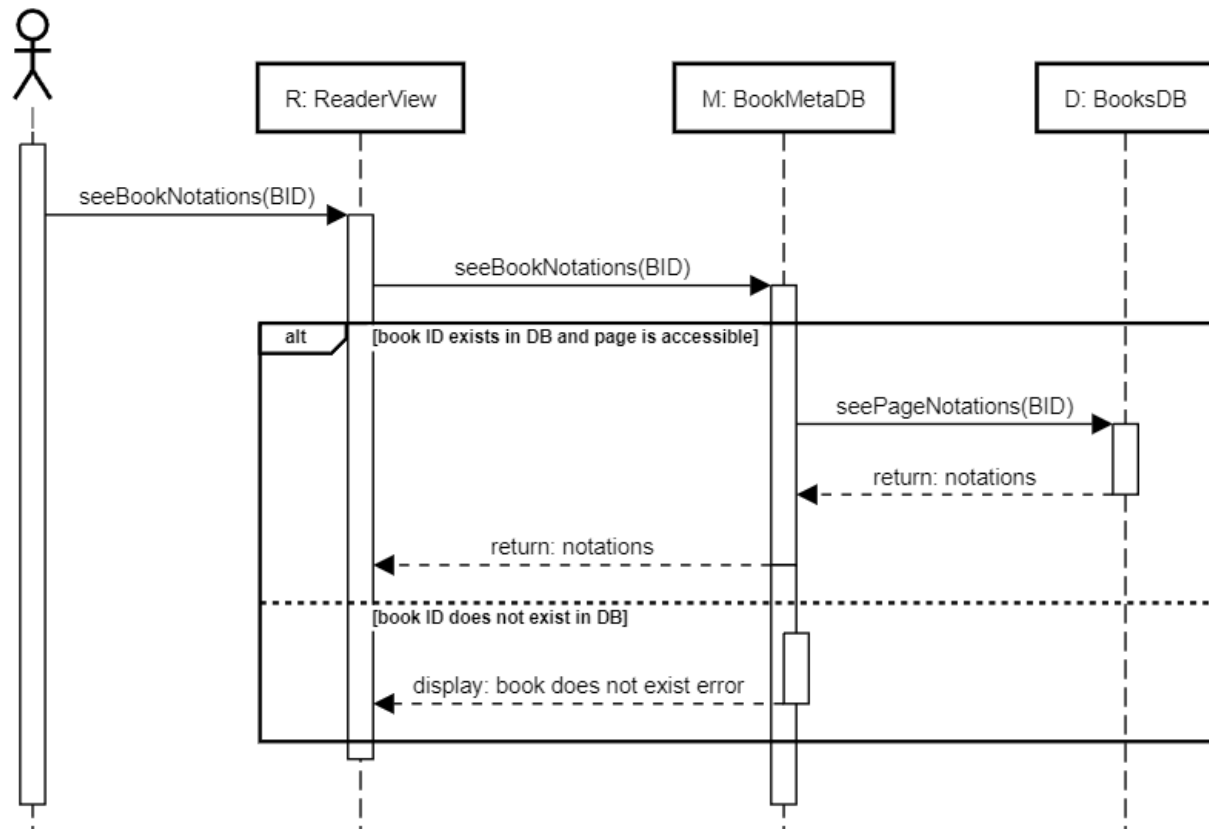 R: ReaderView
M: BookMetaDB
D: BooksDB
seeBookNotations(BID)
seeBookNotations(BID)
alt
[book ID exists in DB and page is accessible]
seePageNotations(BID)
return: notations
return: notations
[book ID does not exist in DB]
display: book does not exist error